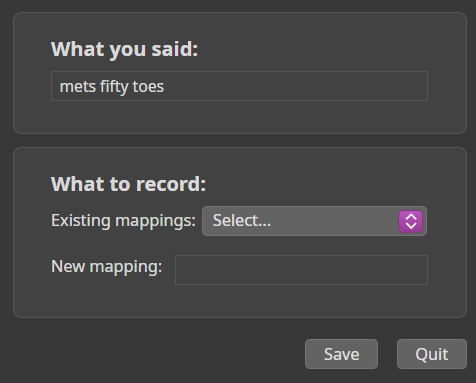 What you said:
mets fifty toes
What to record:
Existing mappings: Select...
New mapping:
Save Quit